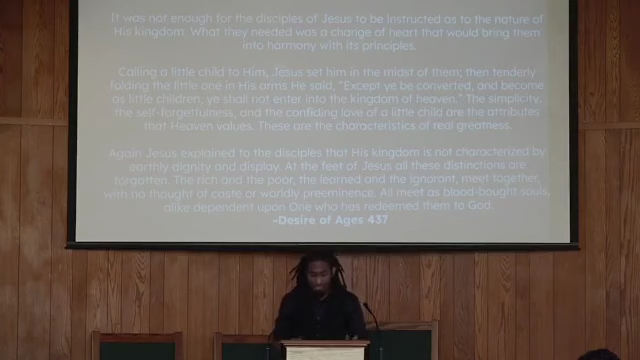 It was not enough for the disciples of Jesus to be instructed as to the nature of
His kingdom. What they needed was a change of heart that would bring them
into harmony with its principles.
Calling a little child to Him, Jesus set him in the midst of them; then tenderly
folding the little one in His arms He said, “Except ye be converted, and become
as little children, ye shall not enter into the kingdom of heaven.” The simplicity,
the self-forgetfulness, and the confiding love of a little child are the attributes
that Heaven values. These are the characteristics of real greatness.
Again Jesus explained to the disciples that His kingdom is not characterized by
earthly dignity and display. At the feet of Jesus all these distinctions are
forgotten. The rich and the poor, the learned and the ignorant, meet together,
with no thought of caste or worldly preeminence. All meet as blood-bought souls,
alike dependent upon One who has redeemed them to God.
-Desire of Ages 437